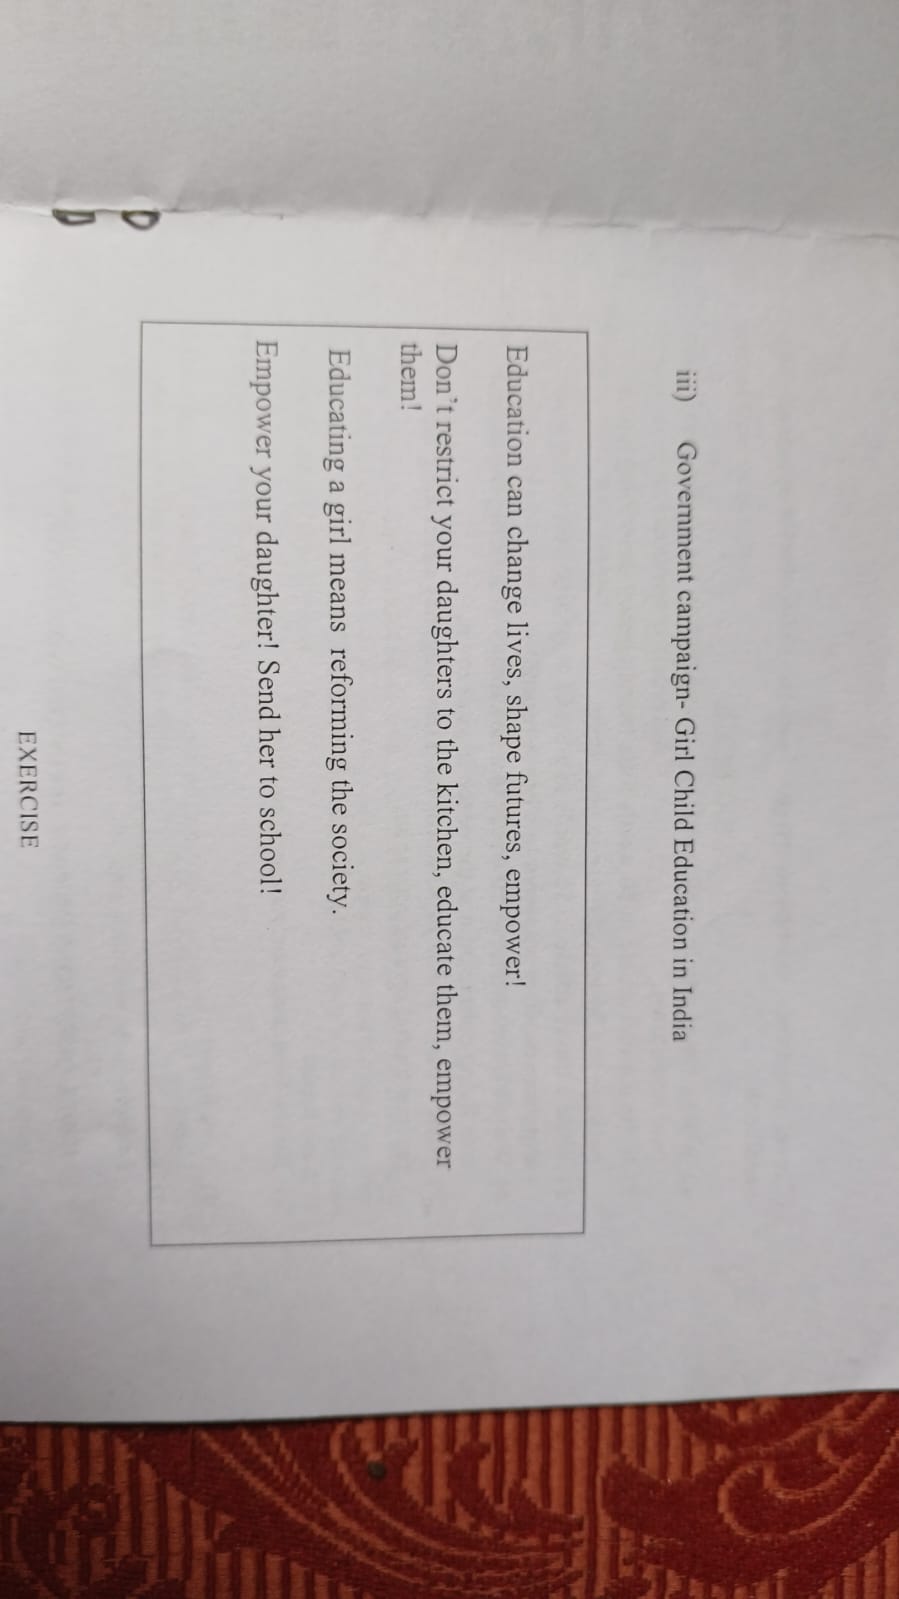 iii) Government campaign- Girl Child Education in India
Education can change lives, shape futures, empower!
Don't restrict your daughters to the kitchen, educate them, empower
them!
Educating a girl means reforming the society.
Empower your daughter! Send her to school!
EXERCISE